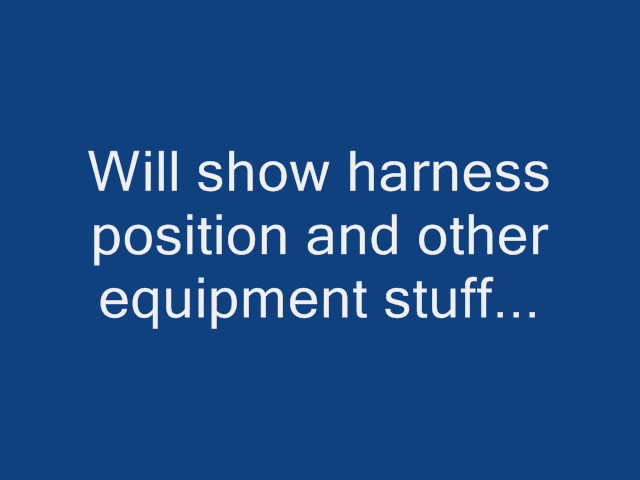 Will show harness
position and other
equipment stuff...